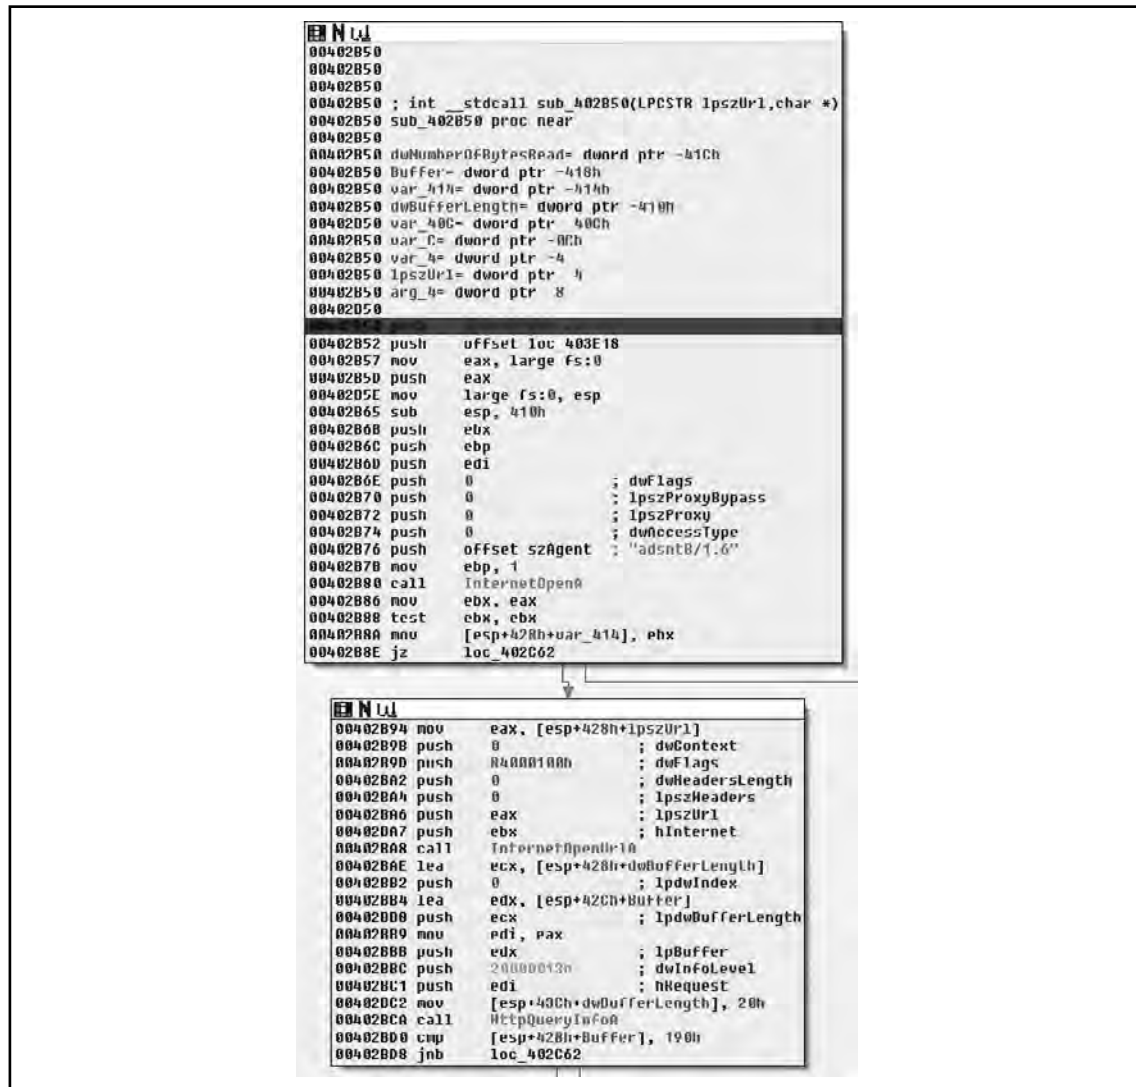 00402B50
00402B50
00402B50
00402B50 ; int __stdcall sub_402B50(LPCSTR lpszUrl,char *)
00402B50 sub_402B50 proc near
00402B50
00402B50 dwNumberOfBytesRead= dword ptr -41Ch
00402B50 Buffer= dword ptr -418h
00402B50 var_414= dword ptr -414h
00402B50 dwBufferLength= dword ptr -410h
00402B50 var_40C= dword ptr -40Ch
00402B50 var_C= dword ptr -0Ch
00402B50 var_4= dword ptr -4
00402B50 lpszUrl= dword ptr 4
00402B50 arg_4= dword ptr 8
00402B50
00402B52 push offset loc_403E18
00402B57 mov eax, large fs:0
00402B5D push eax
00402B5E mov large fs:0, esp
00402B65 sub esp, 410h
00402B6B push ebx
00402B6C push ebp
00402B6D push edi
00402B6E push 0 ; dwFlags
00402B70 push 0 ; lpszProxyBypass
00402B72 push 0 ; lpszProxy
00402B74 push 0 ; dwAccessType
00402B76 push offset szAgent ; "adsntB/1.6"
00402B7B mov ebp, 1
00402B80 call InternetOpenA
00402B86 mov ebx, eax
00402B88 test ebx, ebx
00402B8A mov [esp+428h+var_414], ebx
00402B8E jz loc_402C62
00402B94 mov eax, [esp+428h+lpszUrl]
00402B9B push 0 ; dwContext
00402B9D push 84000100h ; dwFlags
00402BA2 push 0 ; dwHeadersLength
00402BA4 push 0 ; lpszHeaders
00402BA6 push eax ; lpszUrl
00402BA7 push ebx ; hInternet
00402BA8 call InternetOpenUrlA
00402BAE lea ecx, [esp+428h+dwBufferLength]
00402BB2 push 0 ; lpdwIndex
00402BB4 lea edx, [esp+42Ch+Buffer]
00402BB8 push ecx ; lpdwBufferLength
00402BB9 mov edi, eax
00402BBB push edx ; lpBuffer
00402BBC push 20000013h ; dwInfoLevel
00402BC1 push edi ; hRequest
00402BC2 mov [esp+43Ch+dwBufferLength], 20h
00402BCA call HttpQueryInfoA
00402BD0 cmp [esp+428h+Buffer], 190h
00402BD8 jnb loc_402C62